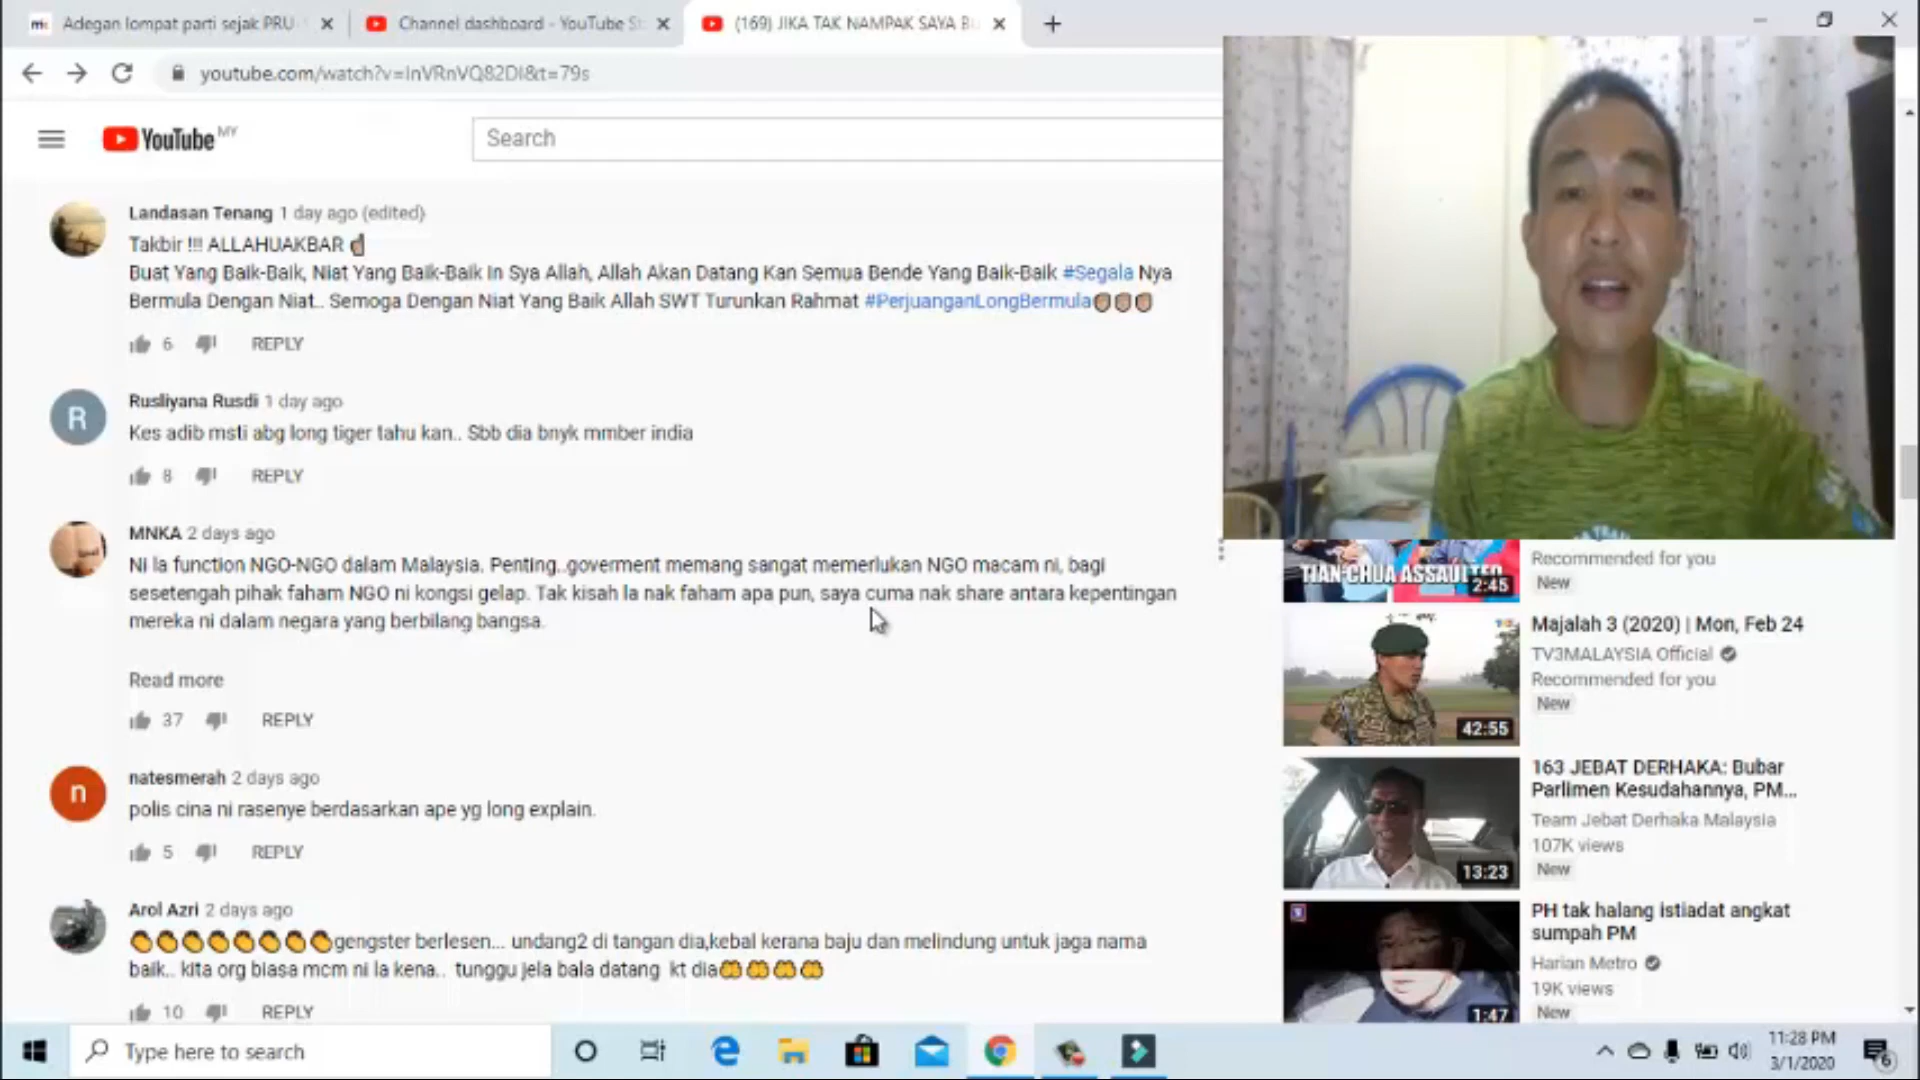 Adegan lompat parti sejak PRU
Channel dashboard - YouTube St
(169) JIKA TAK NAMPAK SAYA BU
youtube.com/watch?v=lnVRnVQ82DI&t=79s
YouTube MY
Search
Landasan Tenang 1 day ago (edited)
Takbir !!! ALLAHUAKBAR ☝🏽
Buat Yang Baik-Baik, Niat Yang Baik-Baik In Sya Allah, Allah Akan Datang Kan Semua Bende Yang Baik-Baik #Segala Nya
Bermula Dengan Niat.. Semoga Dengan Niat Yang Baik Allah SWT Turunkan Rahmat #PerjuanganLongBermula✊🏽✊🏽✊🏽
6 REPLY
R
Rusliyana Rusdi 1 day ago
Kes adib msti abg long tiger tahu kan.. Sbb dia bnyk mmber india
8 REPLY
MNKA 2 days ago
Ni la function NGO-NGO dalam Malaysia. Penting..goverment memang sangat memerlukan NGO macam ni, bagi
sesetengah pihak faham NGO ni kongsi gelap. Tak kisah la nak faham apa pun, saya cuma nak share antara kepentingan
mereka ni dalam negara yang berbilang bangsa.
Read more
37 REPLY
n
natesmerah 2 days ago
polis cina ni rasenye berdasarkan ape yg long explain.
5 REPLY
Arol Azri 2 days ago
👏👏👏👏👏👏👏👏gengster berlesen... undang2 di tangan dia,kebal kerana baju dan melindung untuk jaga nama
baik.. kita org biasa mcm ni la kena.. tunggu jela bala datang kt dia🤲🤲🤲🤲
10 REPLY
TIAN CHUA ASSAULTED
2:45
Recommended for you
New
42:55
Majalah 3 (2020) | Mon, Feb 24
TV3MALAYSIA Official
Recommended for you
New
13:23
163 JEBAT DERHAKA: Bubar
Parlimen Kesudahannya, PM...
Team Jebat Derhaka Malaysia
107K views
New
1:47
PH tak halang istiadat angkat
sumpah PM
Harian Metro
19K views
New
Type here to search
11:28 PM
3/1/2020
6